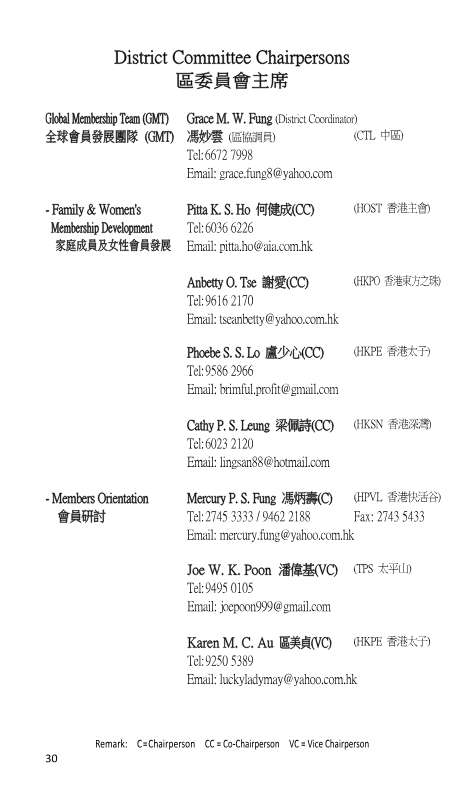 District Committee Chairpersons
區委員會主席
Global Membership Team (GMT) Grace M. W. Fung (District Coordinator)
全球會員發展團隊 (GMT) 馮妙雲 (區協調員) (CTL 中區)
Tel: 6672 7998
Email: grace.fung8@yahoo.com
- Family & Women's Pitta K. S. Ho 何健成(CC) (HOST 香港主會)
Membership Development Tel: 6036 6226
家庭成員及女性會員發展 Email: pitta.ho@aia.com.hk
Anbetty O. Tse 謝愛(CC) (HKPO 香港東方之珠)
Tel: 9616 2170
Email: tseanbetty@yahoo.com.hk
Phoebe S. S. Lo 盧少心(CC) (HKPE 香港太子)
Tel: 9586 2966
Email: brimful.profit@gmail.com
Cathy P. S. Leung 梁佩詩(CC) (HKSN 香港深灣)
Tel: 6023 2120
Email: lingsan88@hotmail.com
- Members Orientation Mercury P. S. Fung 馮炳壽(C) (HPVL 香港快活谷)
會員研討 Tel: 2745 3333 / 9462 2188 Fax: 2743 5433
Email: mercury.fung@yahoo.com.hk
Joe W. K. Poon 潘偉基(VC) (TPS 太平山)
Tel: 9495 0105
Email: joepoon999@gmail.com
Karen M. C. Au 區美貞(VC) (HKPE 香港太子)
Tel: 9250 5389
Email: luckyladymay@yahoo.com.hk
Remark: C=Chairperson CC = Co-Chairperson VC = Vice Chairperson
30